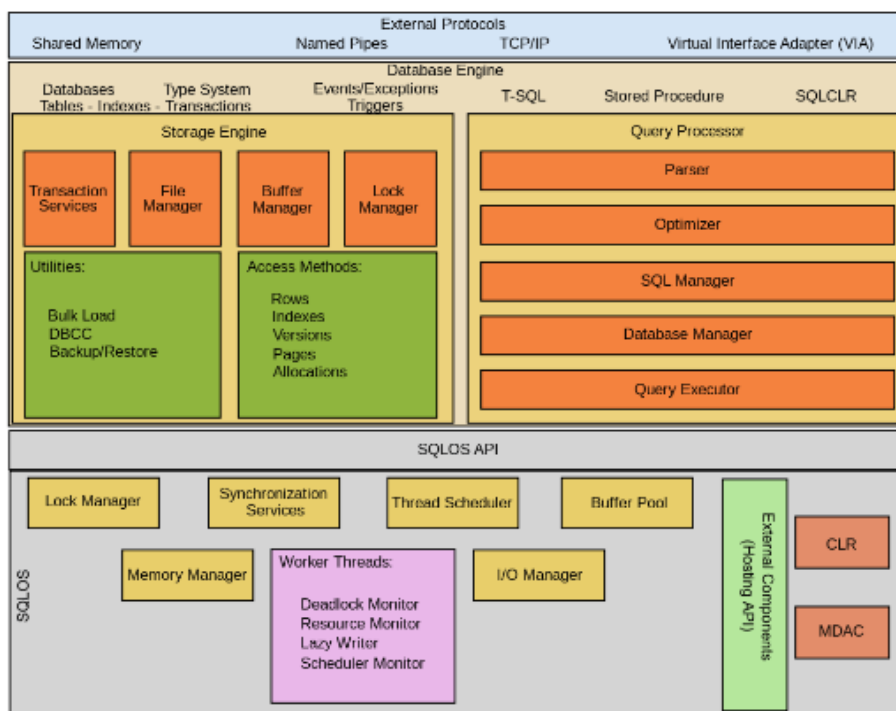 External Protocols
Shared Memory
Named Pipes
TCP/IP
Virtual Interface Adapter (VIA)
Database Engine
Databases
Type System
Tables - Indexes - Transactions
Events/Exceptions
Triggers
T-SQL
Stored Procedure
SQLCLR
Storage Engine
Transaction
Services
File
Manager
Buffer
Manager
Lock
Manager
Utilities:
Bulk Load
DBCC
Backup/Restore
Access Methods:
Rows
Indexes
Versions
Pages
Allocations
Query Processor
Parser
Optimizer
SQL Manager
Database Manager
Query Executor
SQLOS API
SQLOS
Lock Manager
Synchronization
Services
Thread Scheduler
Buffer Pool
Memory Manager
Worker Threads:
Deadlock Monitor
Resource Monitor
Lazy Writer
Scheduler Monitor
I/O Manager
External Components
(Hosting API)
CLR
MDAC